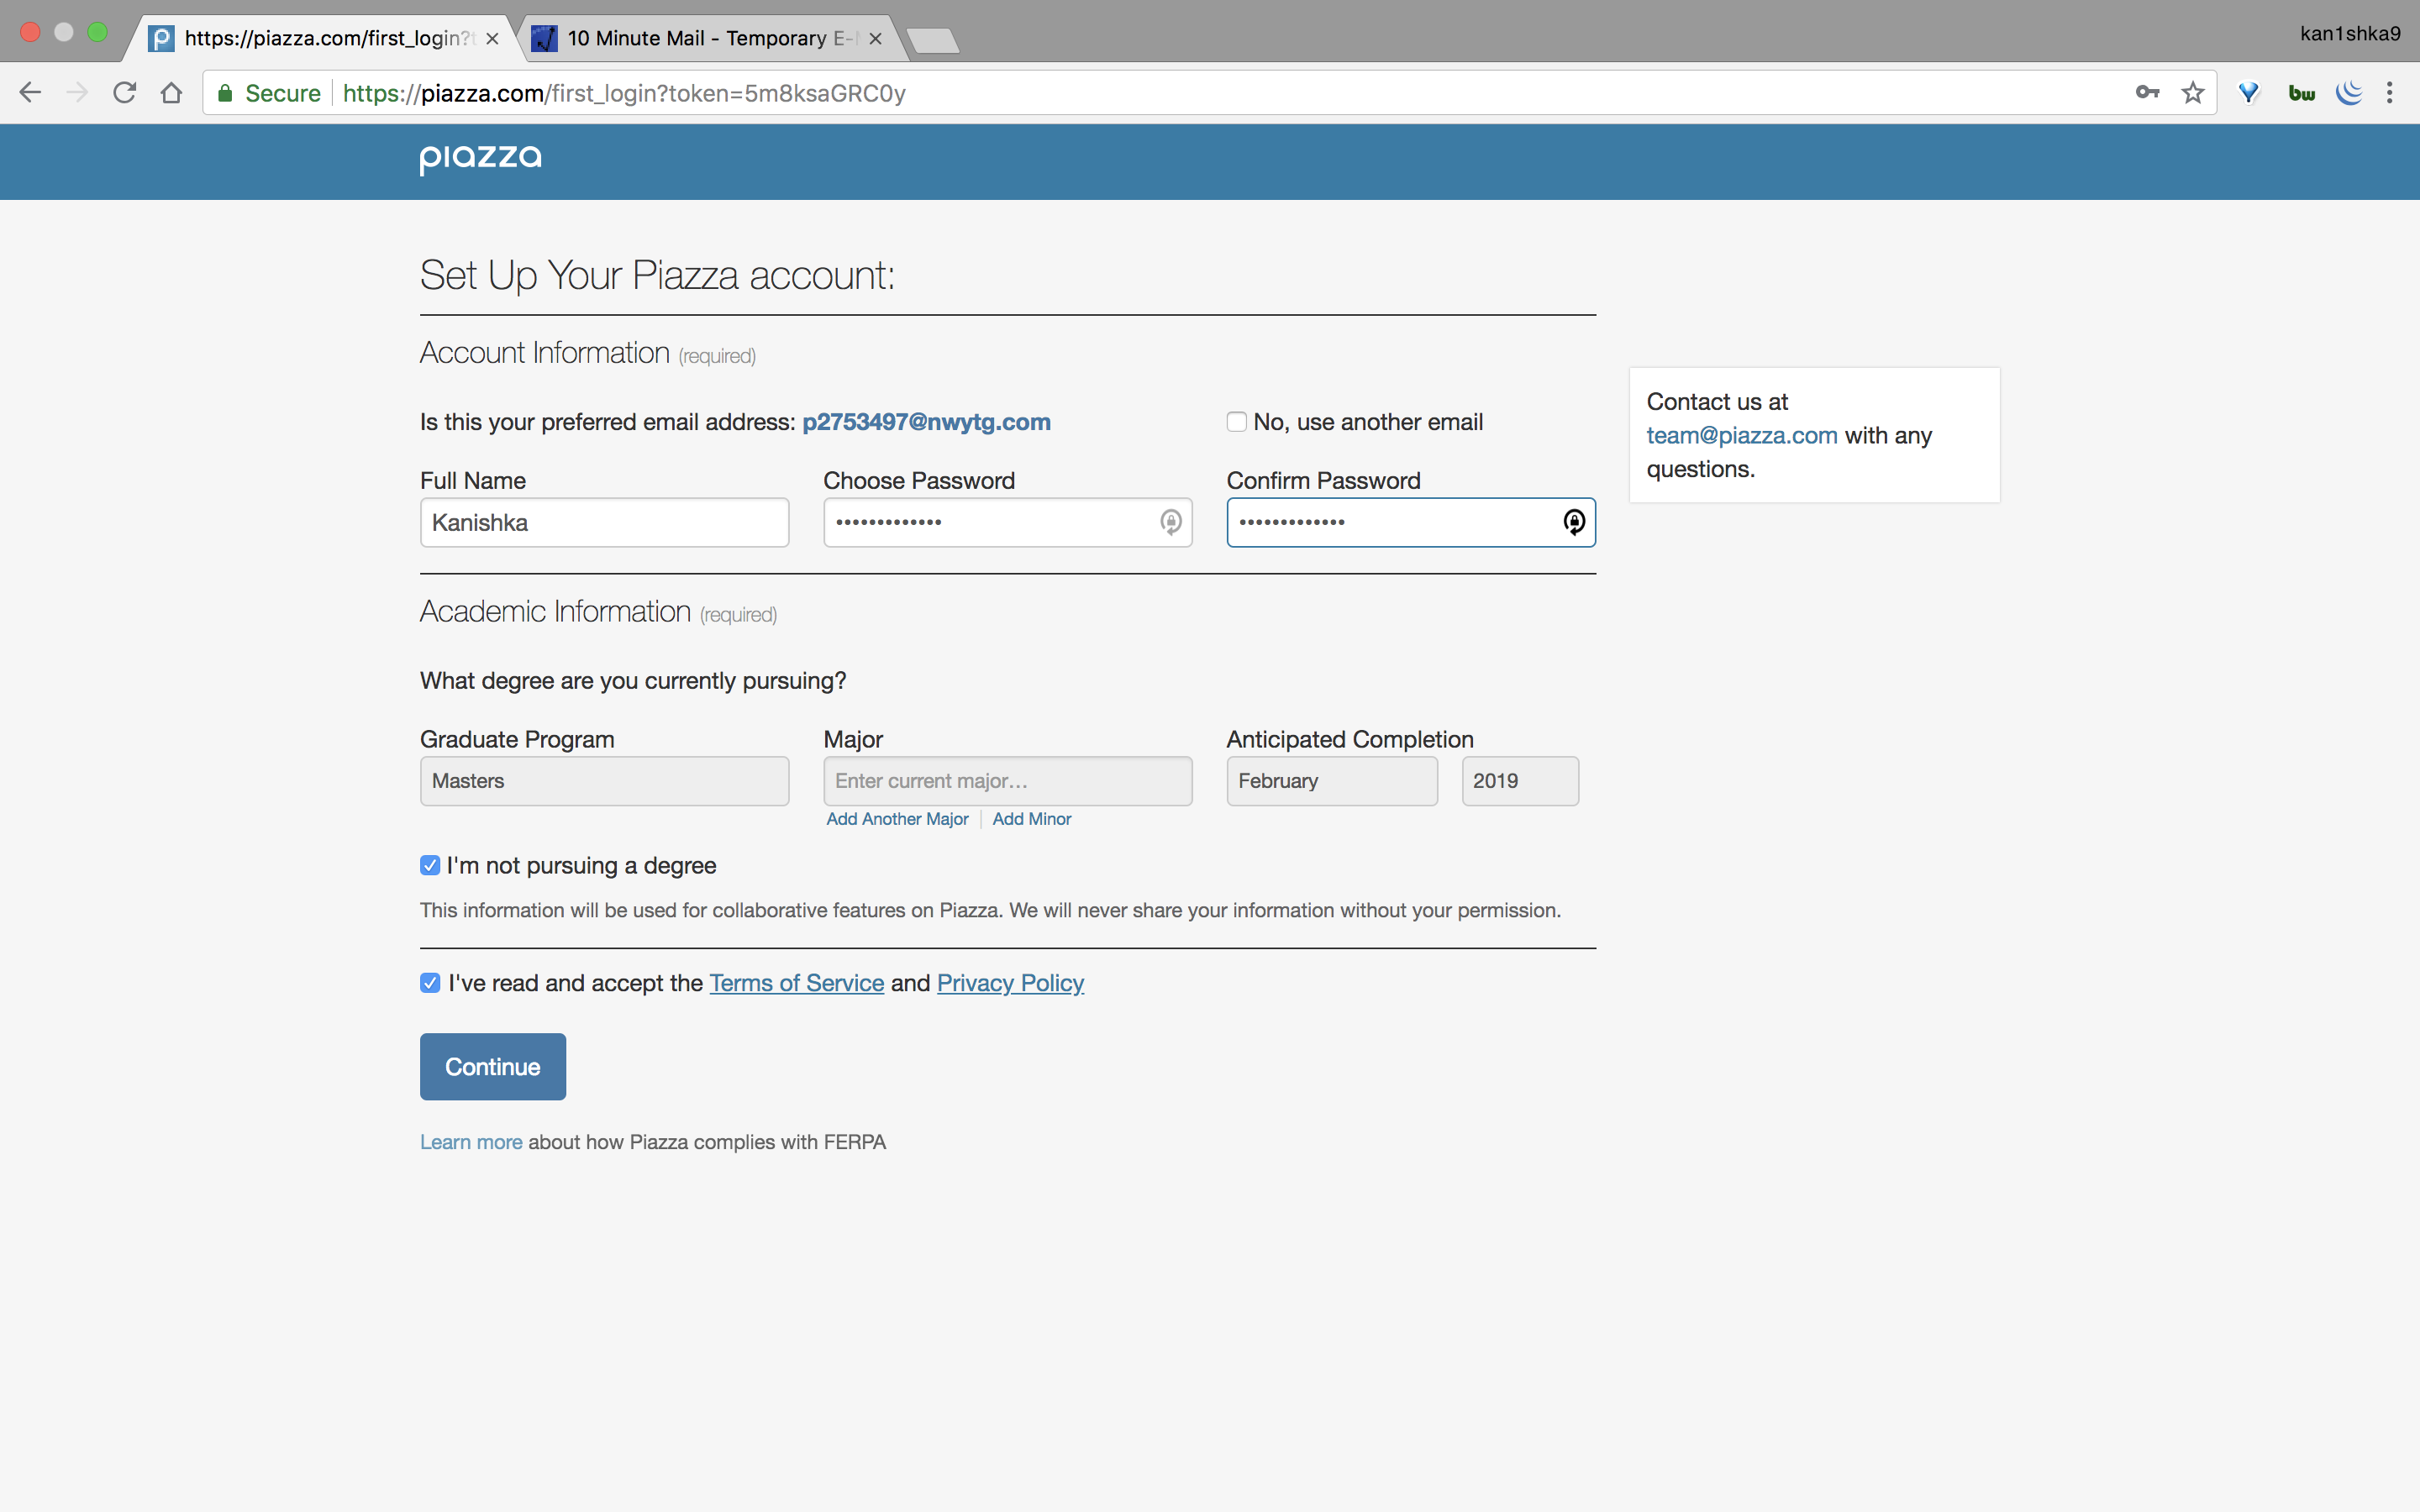 https://piazza.com/first_login?t
10 Minute Mail - Temporary E-
kan1shka9
Secure https://piazza.com/first_login?token=5m8ksaGRC0y
bw
piazza
Set Up Your Piazza account:
Account Information (required)
Is this your preferred email address: p2753497@nwytg.com
No, use another email
Contact us at
team@piazza.com with any
questions.
Full Name Choose Password Confirm Password
Kanishka ••••••••••••• •••••••••••••
Academic Information (required)
What degree are you currently pursuing?
Graduate Program Major Anticipated Completion
Masters Enter current major... February 2019
Add Another Major Add Minor
I'm not pursuing a degree
This information will be used for collaborative features on Piazza. We will never share your information without your permission.
I've read and accept the Terms of Service and Privacy Policy
Continue
Learn more about how Piazza complies with FERPA